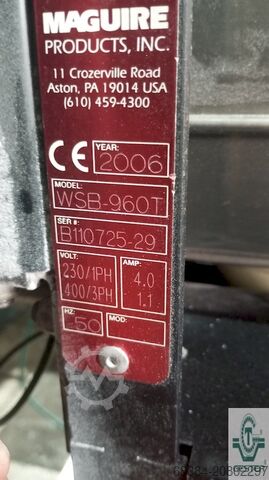 MAGUIRE
PRODUCTS, INC.
11 Crozerville Road
Aston, PA 19014 USA
(610) 459-4300
CE
YEAR:
2006
MODEL:
WSB-960T
SER #:
B110725-29
VOLT: AMP:
230/1PH 4.0
400/3PH 1.1
HZ: 50 MOD:
GESTER